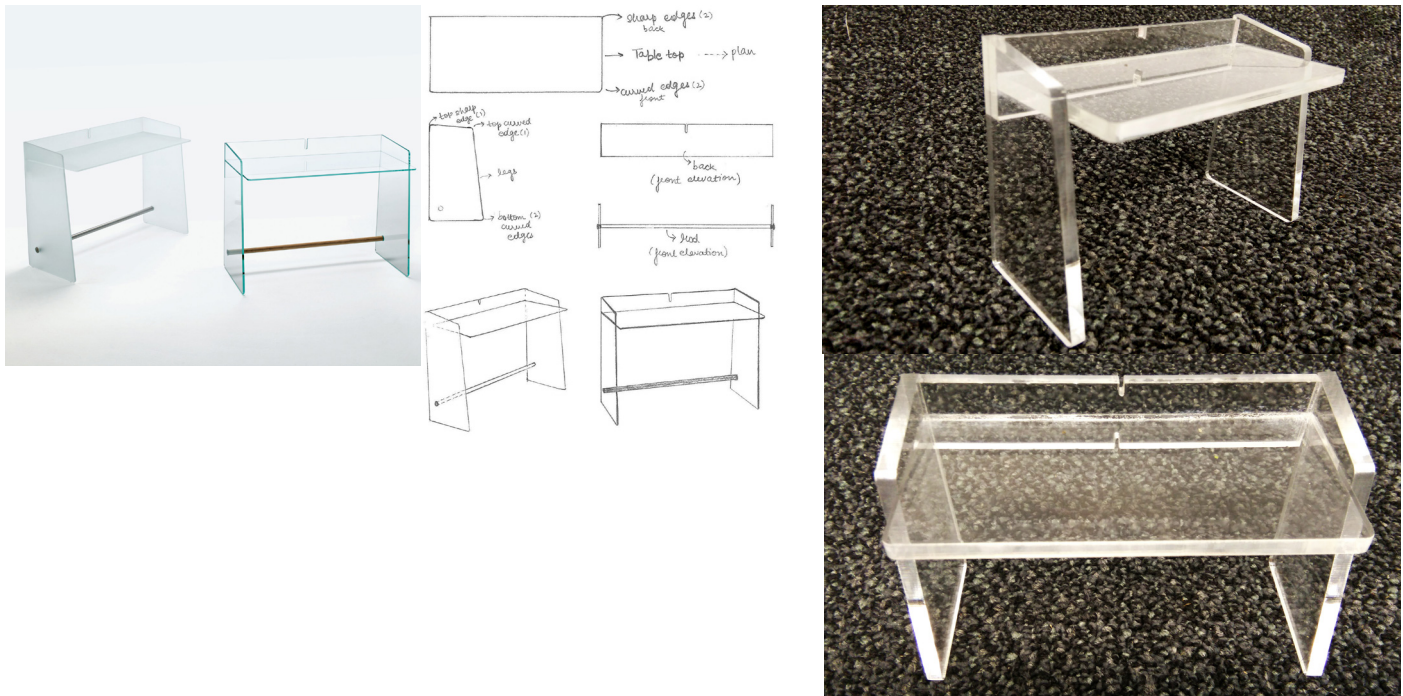 sharp edges (2)
back
Table top ----> plan
curved edges (2)
front
top sharp
edge (1)
top curved
edge (1)
legs
bottom (2)
curved
edges
back
(front elevation)
rod
(front elevation)